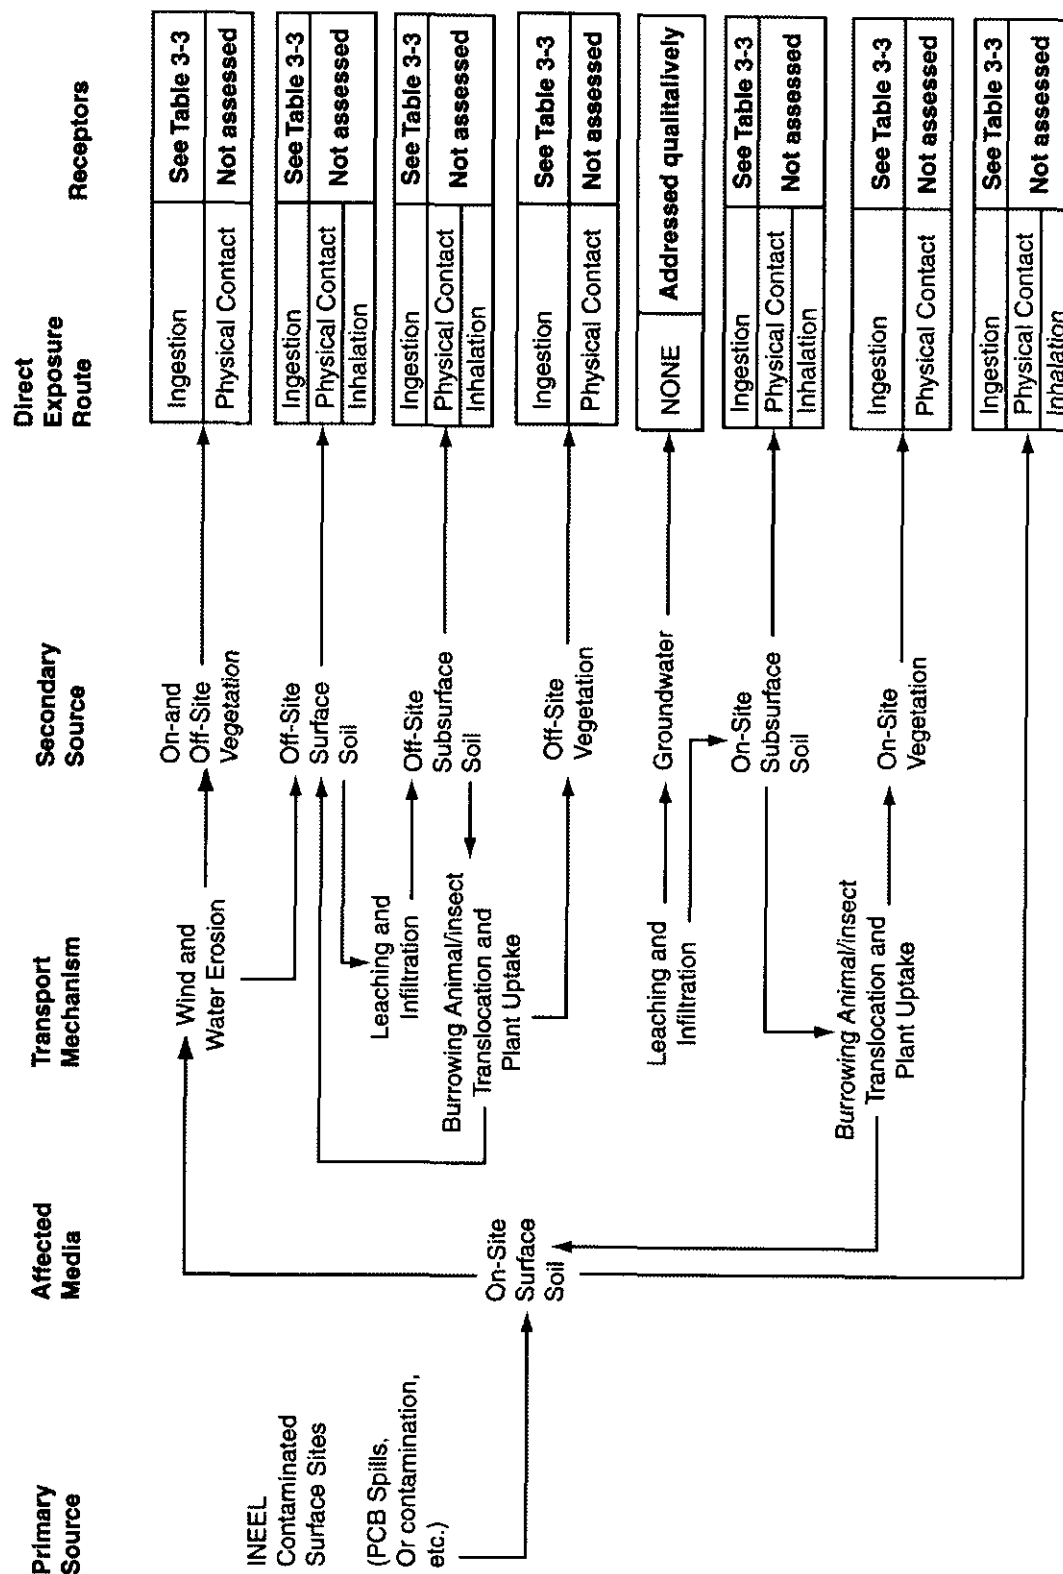 Primary
Source
Affected
Media
Transport
Mechanism
Secondary
Source
Direct
Exposure
Route
Receptors
INEEL
Contaminated
Surface Sites
(PCB Spills,
Or contamination,
etc.)
On-Site
Surface
Soil
Wind and
Water Erosion
On-and
Off-Site
Vegetation
Ingestion
See Table 3-3
Physical Contact
Not assessed
Off-Site
Surface
Soil
Ingestion
See Table 3-3
Physical Contact
Not assessed
Inhalation
Leaching and
Infiltration
Off-Site
Subsurface
Soil
Ingestion
See Table 3-3
Physical Contact
Not assessed
Inhalation
Burrowing Animal/insect
Translocation and
Plant Uptake
Off-Site
Vegetation
Ingestion
See Table 3-3
Physical Contact
Not assessed
Leaching and
Infiltration
Groundwater
NONE
Addressed qualitatively
On-Site
Subsurface
Soil
Ingestion
See Table 3-3
Physical Contact
Not assessed
Inhalation
Burrowing Animal/insect
Translocation and
Plant Uptake
On-Site
Vegetation
Ingestion
See Table 3-3
Physical Contact
Not assessed
Ingestion
See Table 3-3
Physical Contact
Not assessed
Inhalation